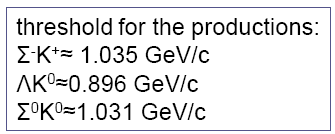 threshold for the productions:
Σ⁻K⁺≈ 1.035 GeV/c
ΛK⁰≈0.896 GeV/c
Σ⁰K⁰≈1.031 GeV/c